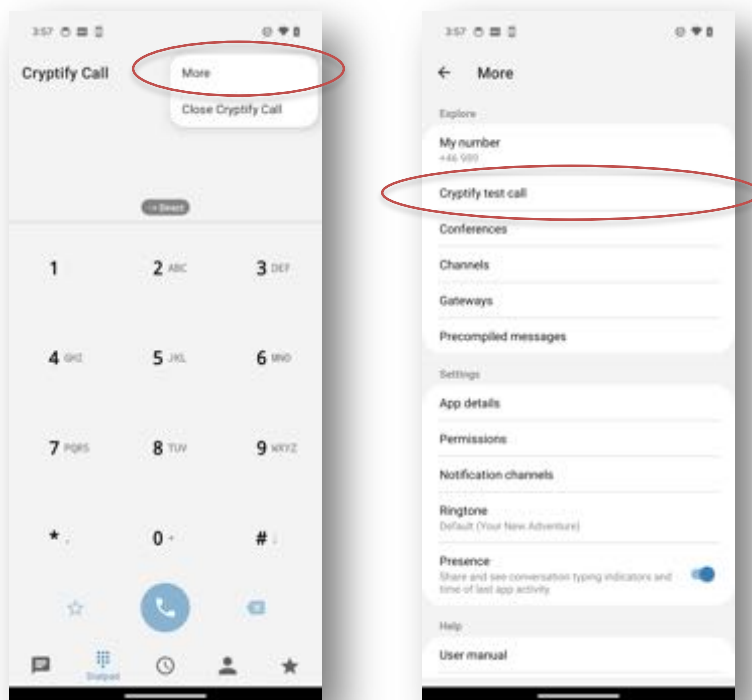 3:57
Cryptify Call
More
Close Cryptify Call
Direct
1
2 ABC
3 DEF
4 GHI
5 JKL
6 MNO
7 PQRS
8 TUV
9 WXYZ
*
0 +
#
Dialpad
3:57
More
Explore
My number
+46 989
Cryptify test call
Conferences
Channels
Gateways
Precompiled messages
Settings
App details
Permissions
Notification channels
Ringtone
Default (Your New Adventure)
Presence
Share and see conversation typing indicators and
time of last app activity
Help
User manual